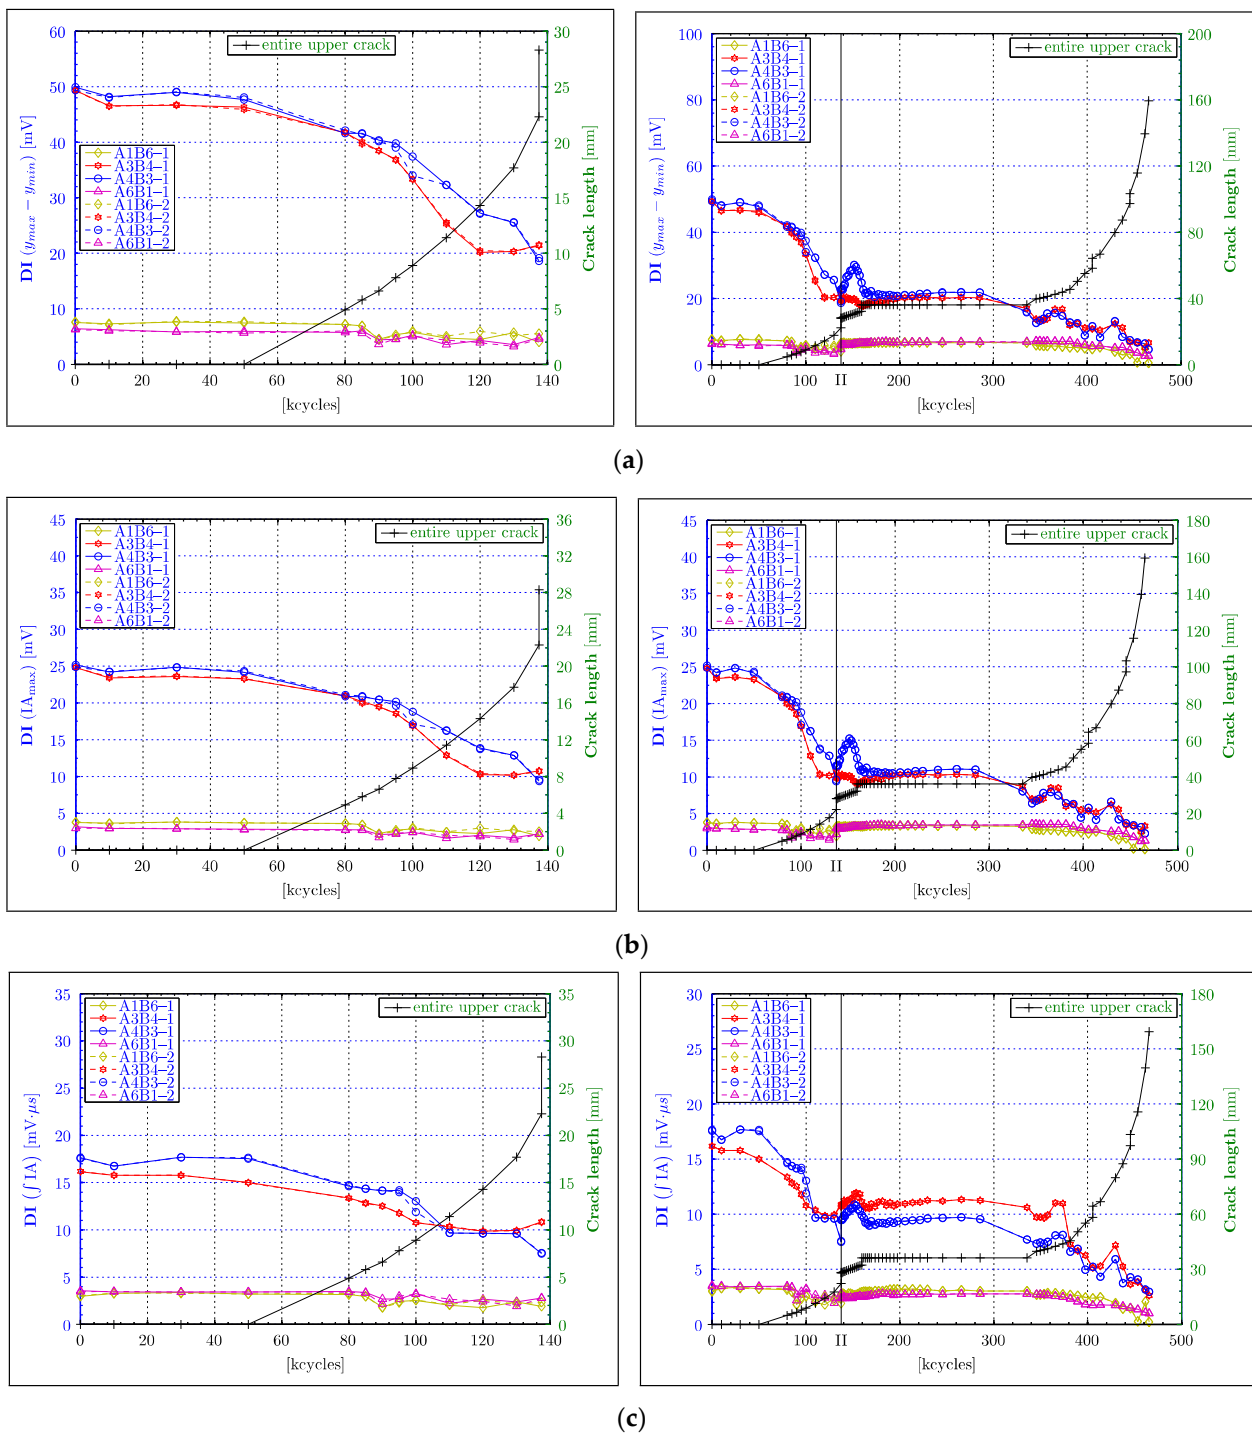 60
50
40
30
20
10
0
DI (ymax − ymin) [mV]
entire upper crack
A1B6–1
A3B4–1
A4B3–1
A6B1–1
A1B6–2
A3B4–2
A4B3–2
A6B1–2
30
25
20
15
10
5
0
Crack length [mm]
0 20 40 60 80 100 120 140
[kcycles]
100
80
60
40
20
0
DI (ymax − ymin) [mV]
A1B6–1
A3B4–1
A4B3–1
A6B1–1
A1B6–2
A3B4–2
A4B3–2
A6B1–2
entire upper crack
200
160
120
80
40
0
Crack length [mm]
0 100 II 200 300 400 500
[kcycles]
(a)
45
40
35
30
25
20
15
10
5
0
DI (IAmax) [mV]
A1B6–1
A3B4–1
A4B3–1
A6B1–1
A1B6–2
A3B4–2
A4B3–2
A6B1–2
entire upper crack
36
32
28
24
20
16
12
8
4
0
Crack length [mm]
0 20 40 60 80 100 120 140
[kcycles]
45
40
35
30
25
20
15
10
5
0
DI (IAmax) [mV]
A1B6–1
A3B4–1
A4B3–1
A6B1–1
A1B6–2
A3B4–2
A4B3–2
A6B1–2
entire upper crack
180
160
140
120
100
80
60
40
20
0
Crack length [mm]
0 100 II 200 300 400 500
[kcycles]
(b)
35
30
25
20
15
10
5
0
DI (∫ IA) [mV·μs]
A1B6–1
A3B4–1
A4B3–1
A6B1–1
A1B6–2
A3B4–2
A4B3–2
A6B1–2
entire upper crack
35
30
25
20
15
10
5
0
Crack length [mm]
0 20 40 60 80 100 120 140
[kcycles]
30
25
20
15
10
5
0
DI (∫ IA) [mV·μs]
A1B6–1
A3B4–1
A4B3–1
A6B1–1
A1B6–2
A3B4–2
A4B3–2
A6B1–2
entire upper crack
180
150
120
90
60
30
0
Crack length [mm]
0 100 II 200 300 400 500
[kcycles]
(c)